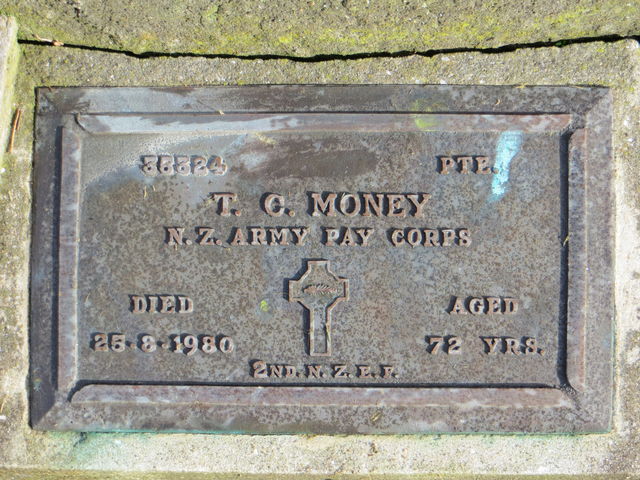 38324 PTE.
T. G. MONEY
N.Z. ARMY PAY CORPS
DIED AGED
25-8-1980 72 YRS.
2ND. N.Z.E.F.